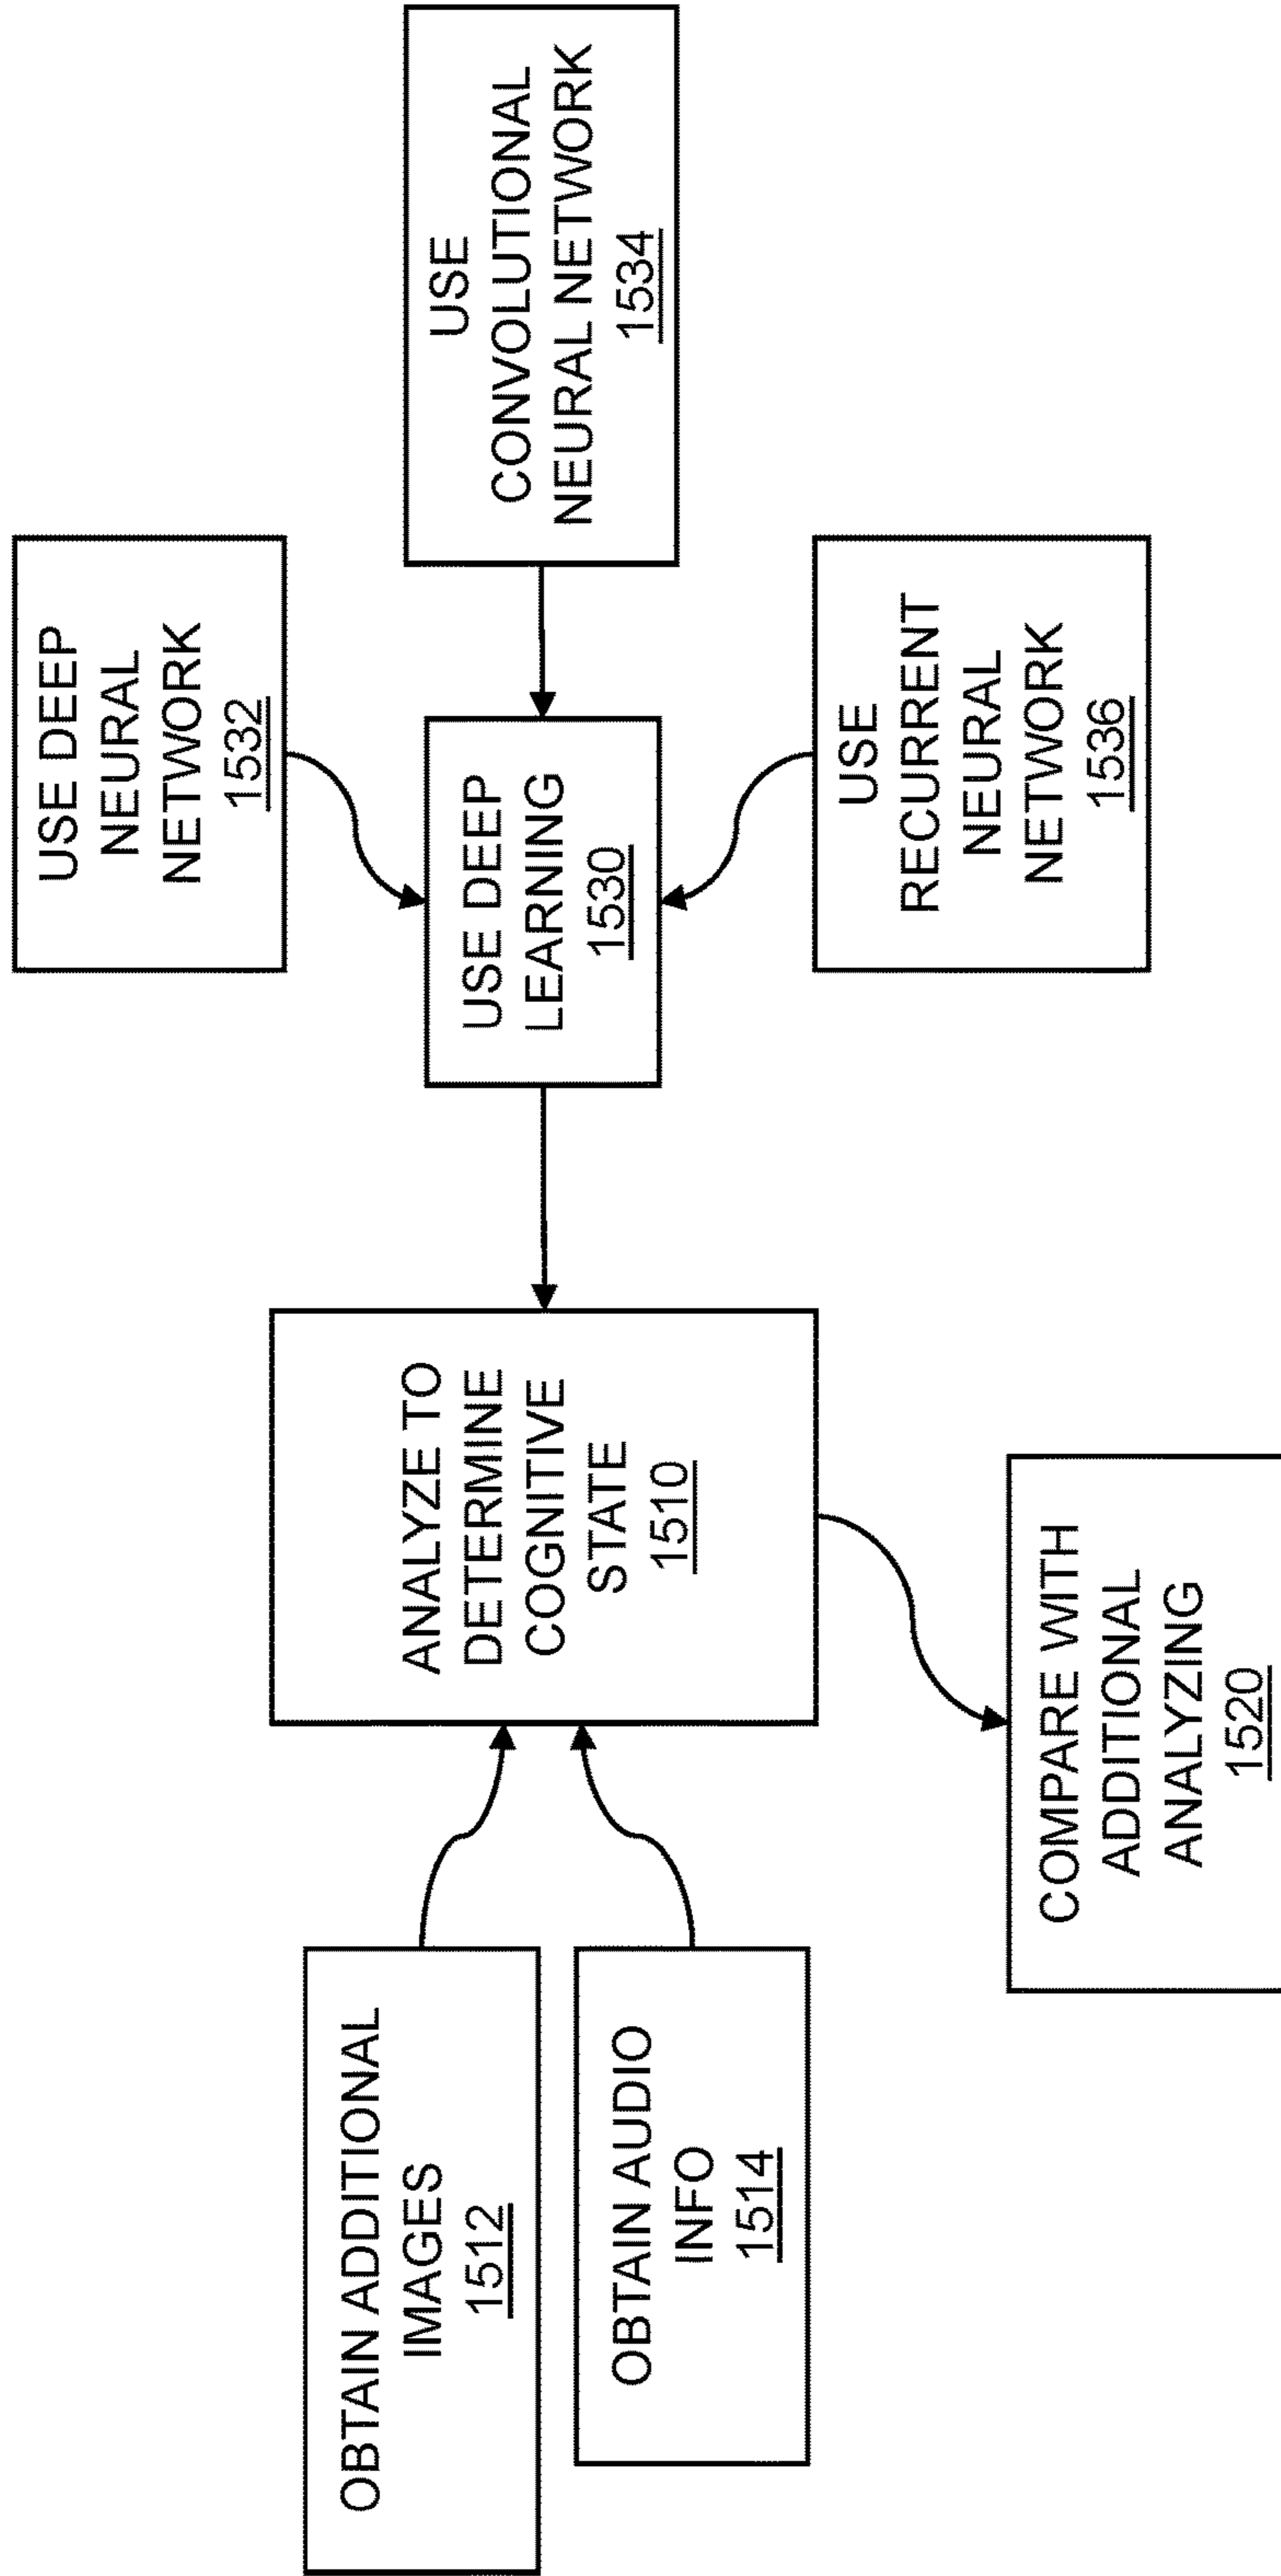 OBTAIN ADDITIONAL
IMAGES
1512
OBTAIN AUDIO
INFO
1514
ANALYZE TO
DETERMINE
COGNITIVE
STATE
1510
COMPARE WITH
ADDITIONAL
ANALYZING
1520
USE DEEP
LEARNING
1530
USE DEEP
NEURAL
NETWORK
1532
USE
CONVOLUTIONAL
NEURAL NETWORK
1534
USE
RECURRENT
NEURAL
NETWORK
1536